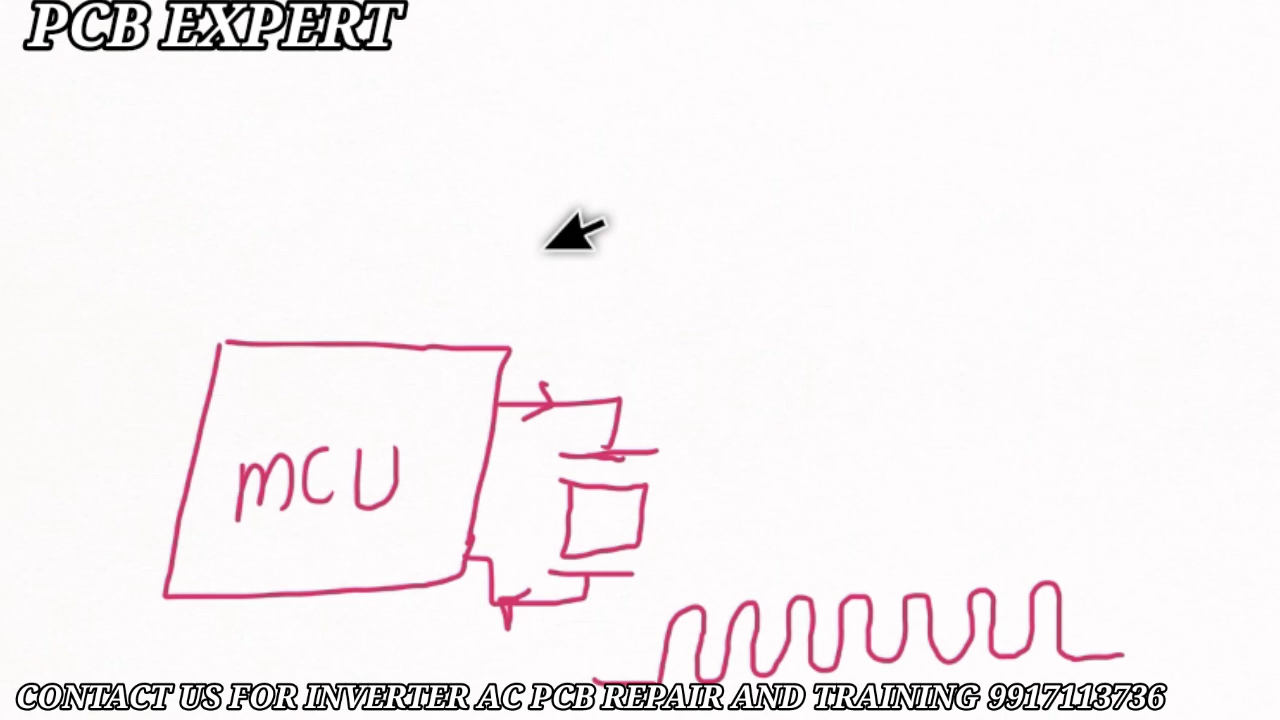 PCB EXPERT
mCU
CONTACT US FOR INVERTER AC PCB REPAIR AND TRAINING 9917113736